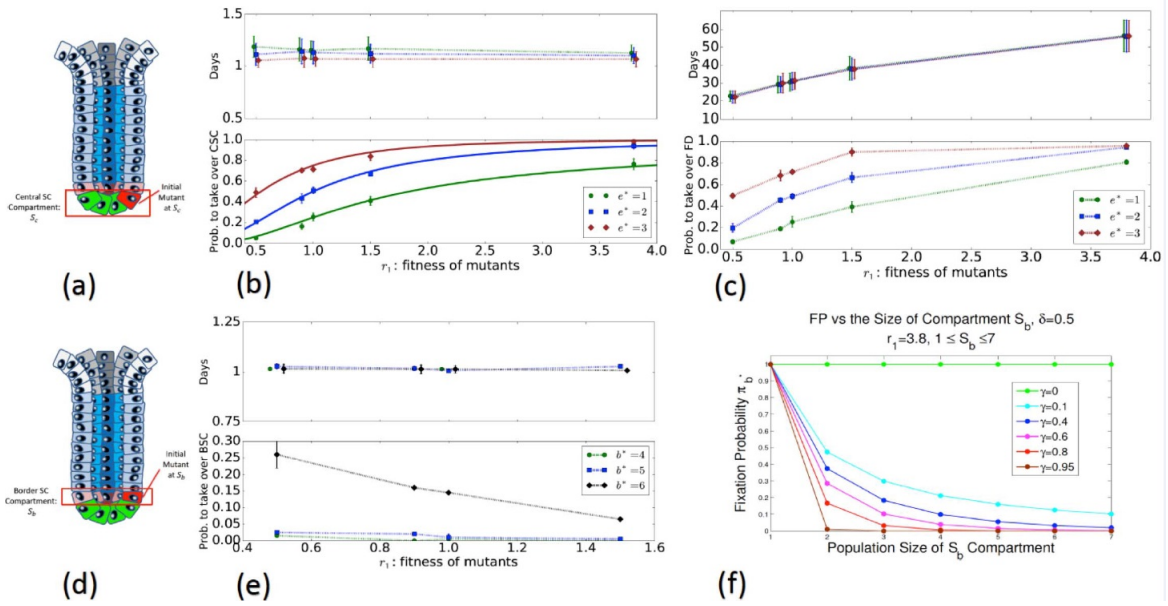 Central SC
Compartment:
S_c
Initial
Mutant
at S_c
(a)
1.5
1
0.5
Days
1.0
0.8
0.6
0.4
0.2
0.0
Prob. to take over CSC
e* =1
e* =2
e* =3
0.5 1.0 1.5 2.0 2.5 3.0 3.5 4.0
r₁ : fitness of mutants
(b)
60
50
40
30
20
10
Days
1.0
0.8
0.6
0.4
0.2
0.0
Prob. to take over FD
e* =1
e* =2
e* =3
0.5 1.0 1.5 2.0 2.5 3.0 3.5 4.0
r₁ : fitness of mutants
(c)
Border SC
Compartment:
S_b
Initial
Mutant
at S_b
(d)
1.25
1
0.75
Days
0.30
0.25
0.20
0.15
0.10
0.05
0.00
Prob. to take over BSC
b* =4
b* =5
b* =6
0.4 0.6 0.8 1.0 1.2 1.4 1.6
r₁ : fitness of mutants
(e)
FP vs the Size of Compartment S_b, δ=0.5
r₁=3.8, 1 ≤ S_b ≤7
1
0.9
0.8
0.7
0.6
0.5
0.4
0.3
0.2
0.1
0
Fixation Probability π_b*
γ=0
γ=0.1
γ=0.4
γ=0.6
γ=0.8
γ=0.95
1 2 3 4 5 6 7
Population Size of S_b Compartment
(f)